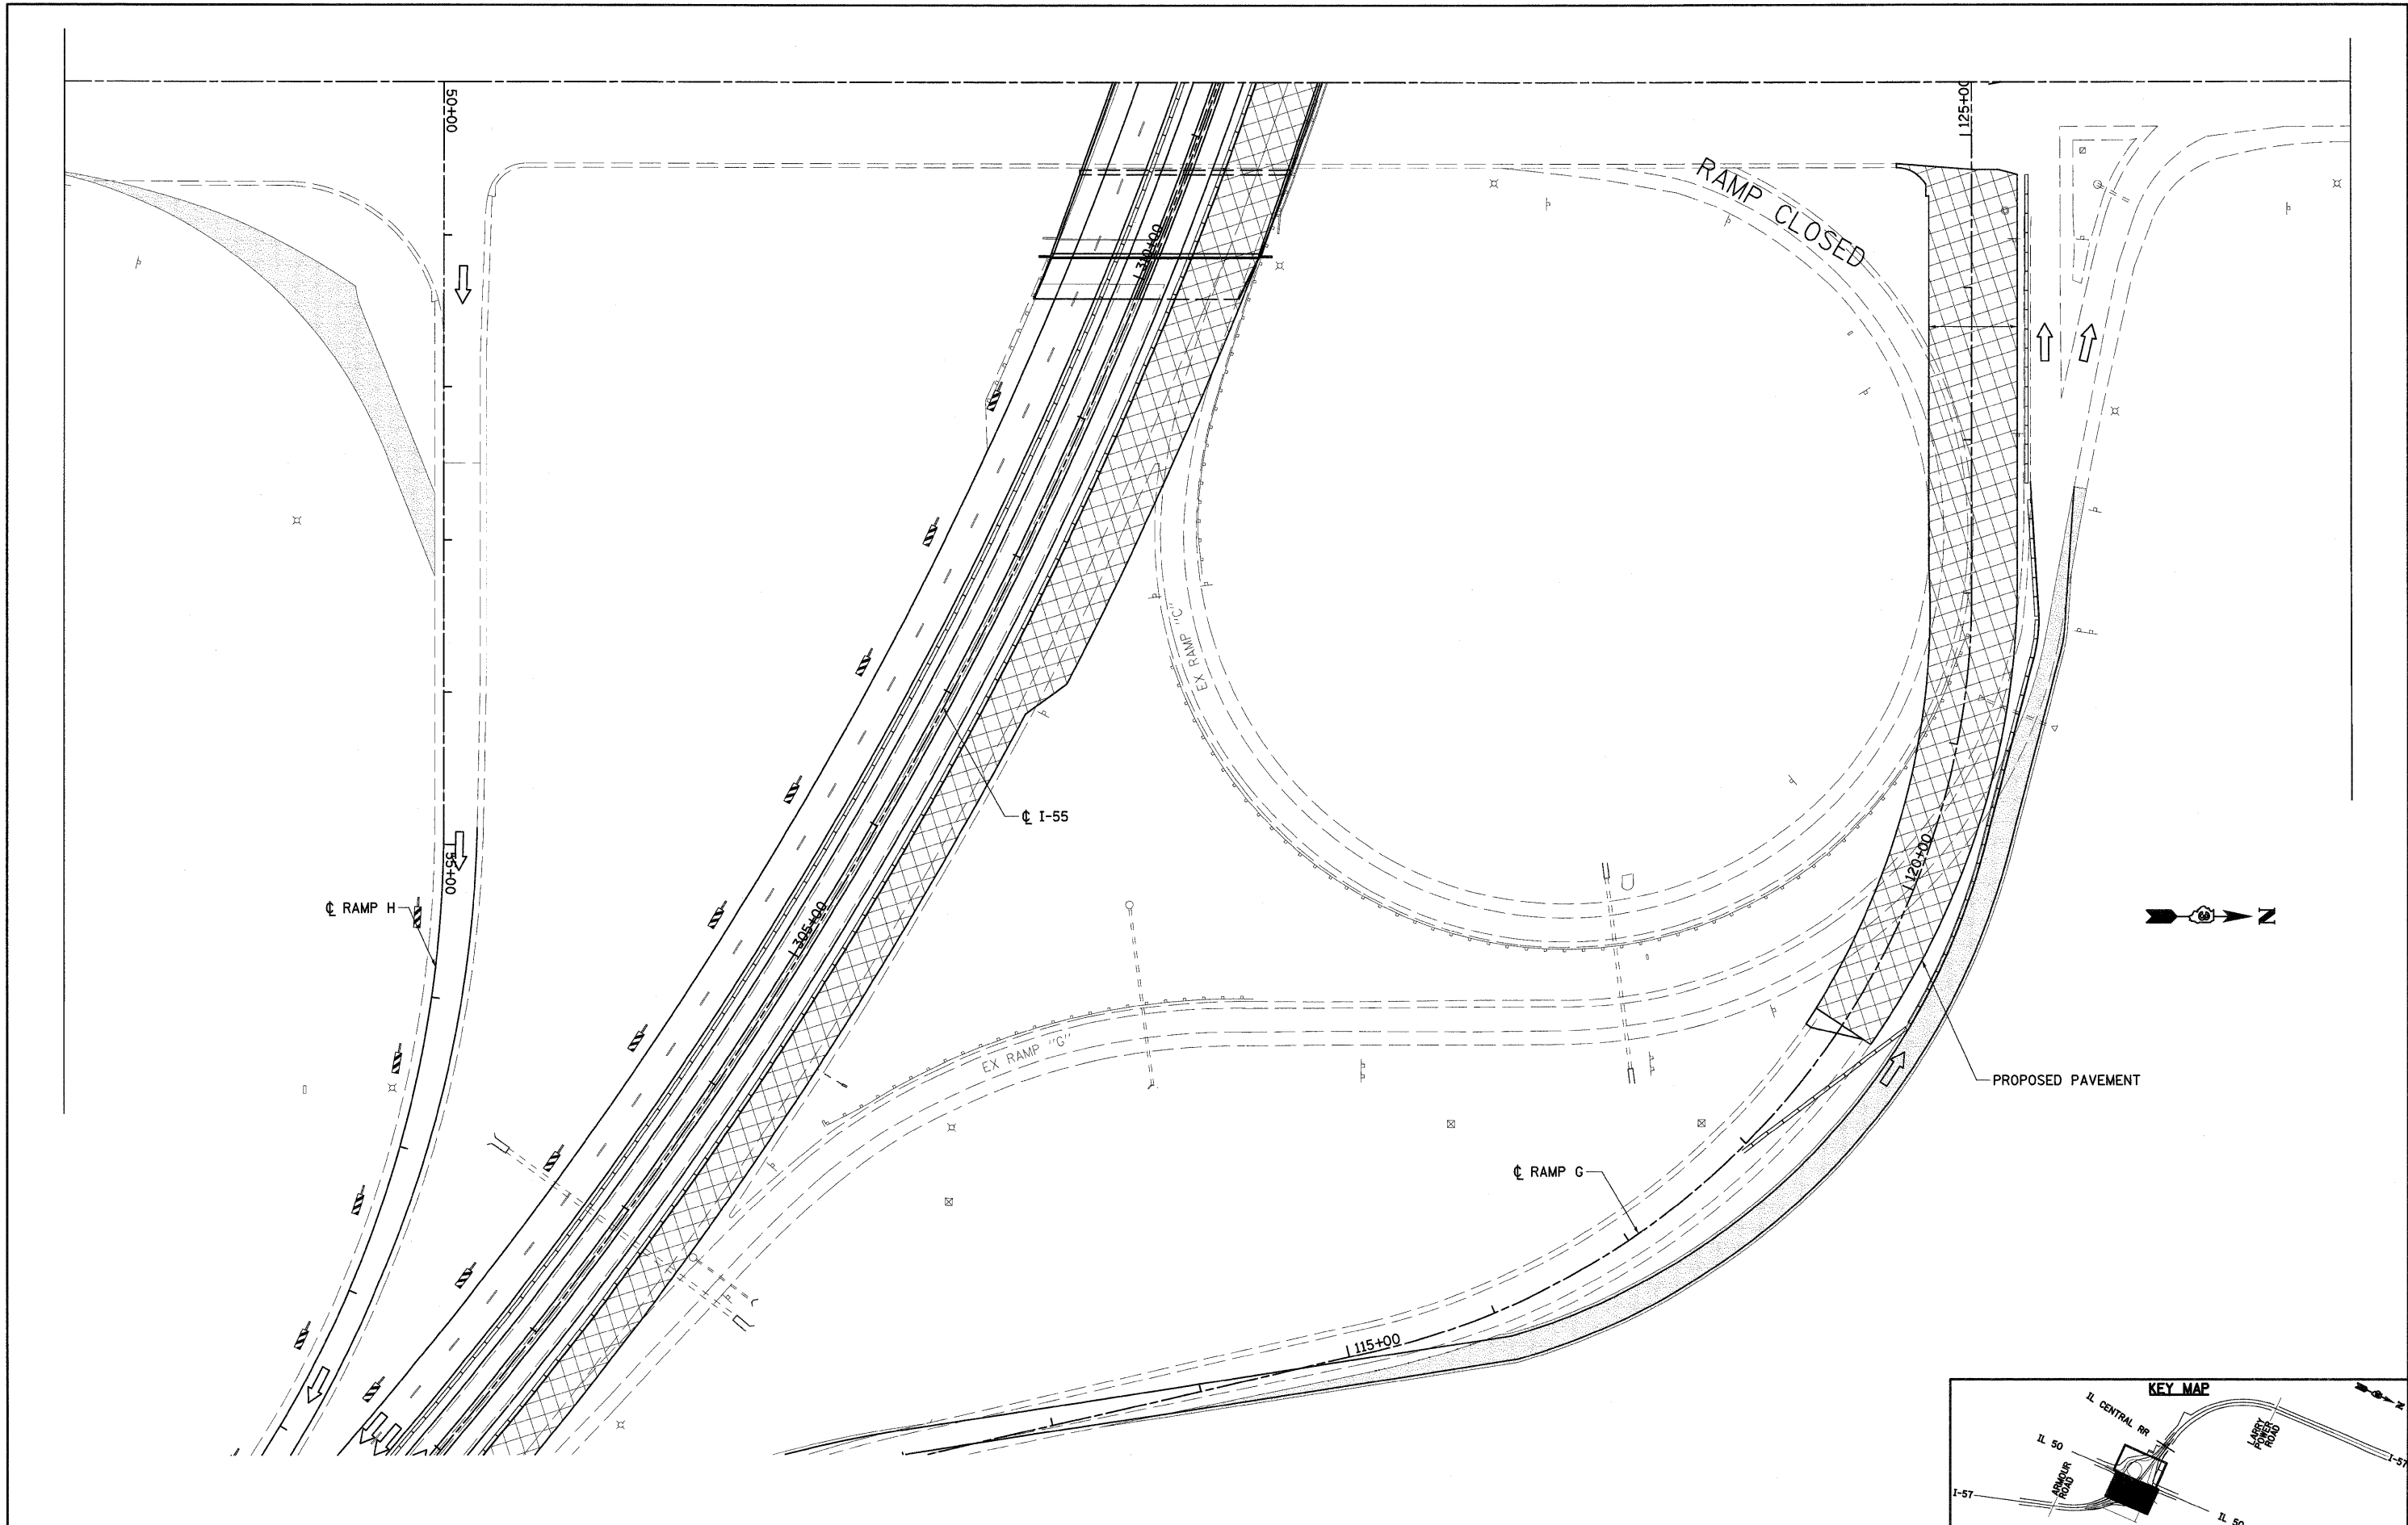 50+00
125+00
RAMP CLOSED
310+00
EX RAMP "C"
℄ I-55
55+00
120+00
℄ RAMP H
305+00
N
EX RAMP "G"
PROPOSED PAVEMENT
℄ RAMP G
115+00
KEY MAP
N
IL CENTRAL RR
LARRY
POWER
ROAD
IL 50
I-57
ARMOUR
ROAD
I-57
IL 50